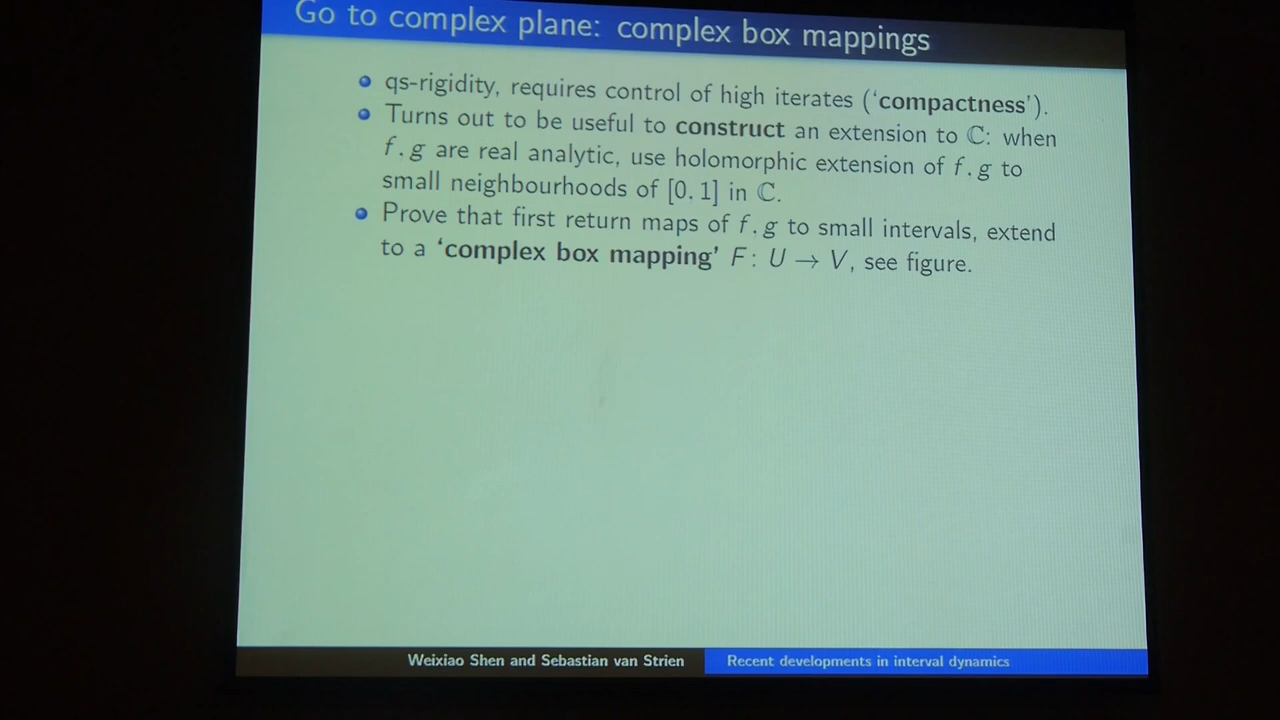 Go to complex plane: complex box mappings
qs-rigidity, requires control of high iterates (‘compactness’).
Turns out to be useful to construct an extension to ℂ: when
f, g are real analytic, use holomorphic extension of f, g to
small neighbourhoods of [0, 1] in ℂ.
Prove that first return maps of f, g to small intervals, extend
to a ‘complex box mapping’ F: U → V, see figure.
Weixiao Shen and Sebastian van Strien
Recent developments in interval dynamics